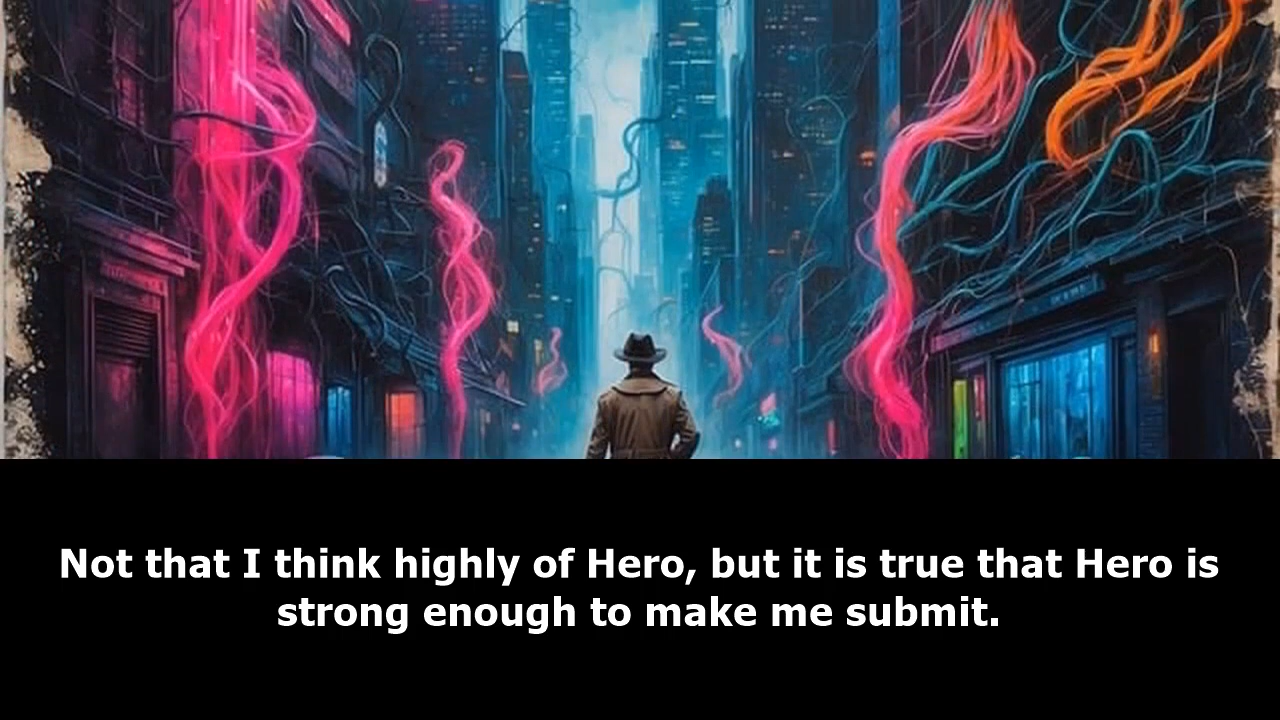 Not that I think highly of Hero, but it is true that Hero is
strong enough to make me submit.